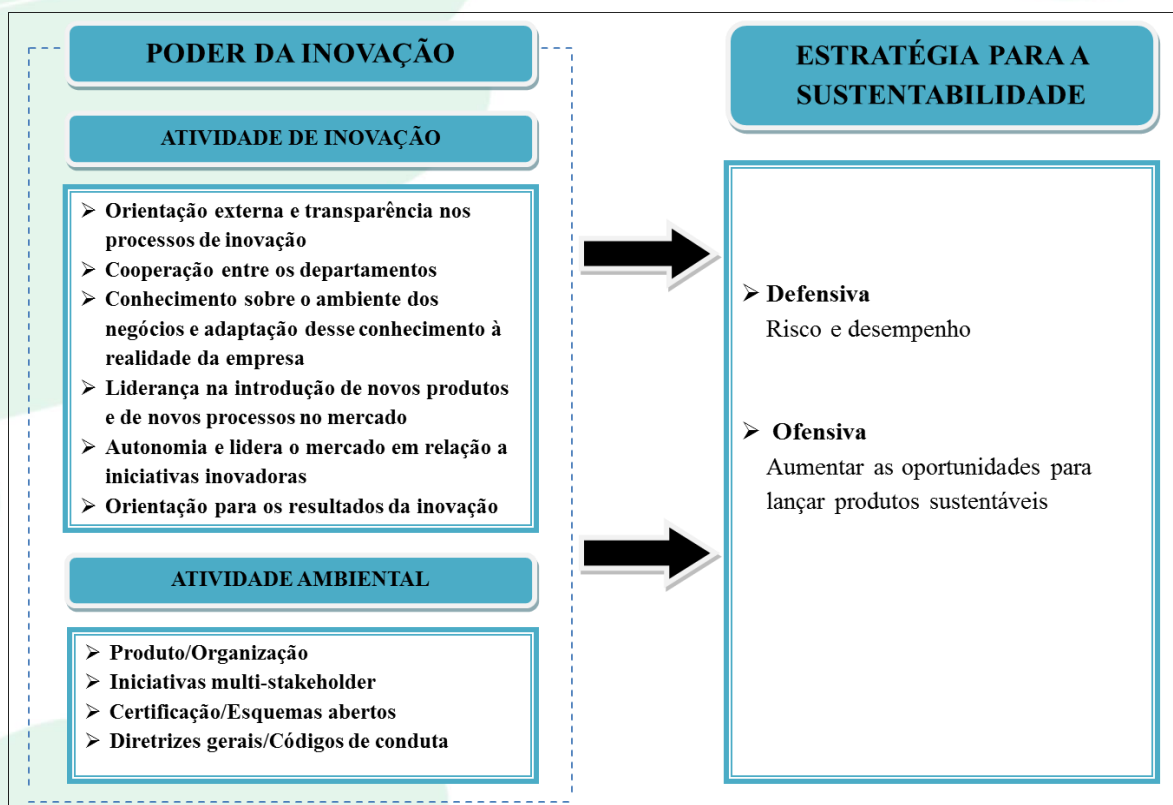 PODER DA INOVAÇÃO
ATIVIDADE DE INOVAÇÃO
➢ Orientação externa e transparência nos
processos de inovação
➢ Cooperação entre os departamentos
➢ Conhecimento sobre o ambiente dos
negócios e adaptação desse conhecimento à
realidade da empresa
➢ Liderança na introdução de novos produtos
e de novos processos no mercado
➢ Autonomia e lidera o mercado em relação a
iniciativas inovadoras
➢ Orientação para os resultados da inovação
ATIVIDADE AMBIENTAL
➢ Produto/Organização
➢ Iniciativas multi-stakeholder
➢ Certificação/Esquemas abertos
➢ Diretrizes gerais/Códigos de conduta
ESTRATÉGIA PARA A
SUSTENTABILIDADE
➢ Defensiva
Risco e desempenho
➢ Ofensiva
Aumentar as oportunidades para
lançar produtos sustentáveis